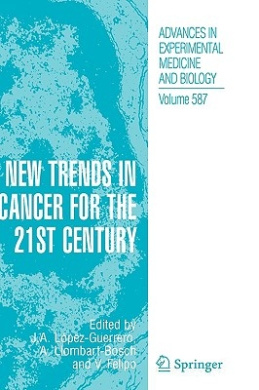 ADVANCES IN
EXPERIMENTAL
MEDICINE
AND BIOLOGY
Volume 587
NEW TRENDS IN
CANCER FOR THE
21ST CENTURY
Edited by
J.A. López-Guerrero,
A. Llombart-Bosch
and V. Felipo
Springer